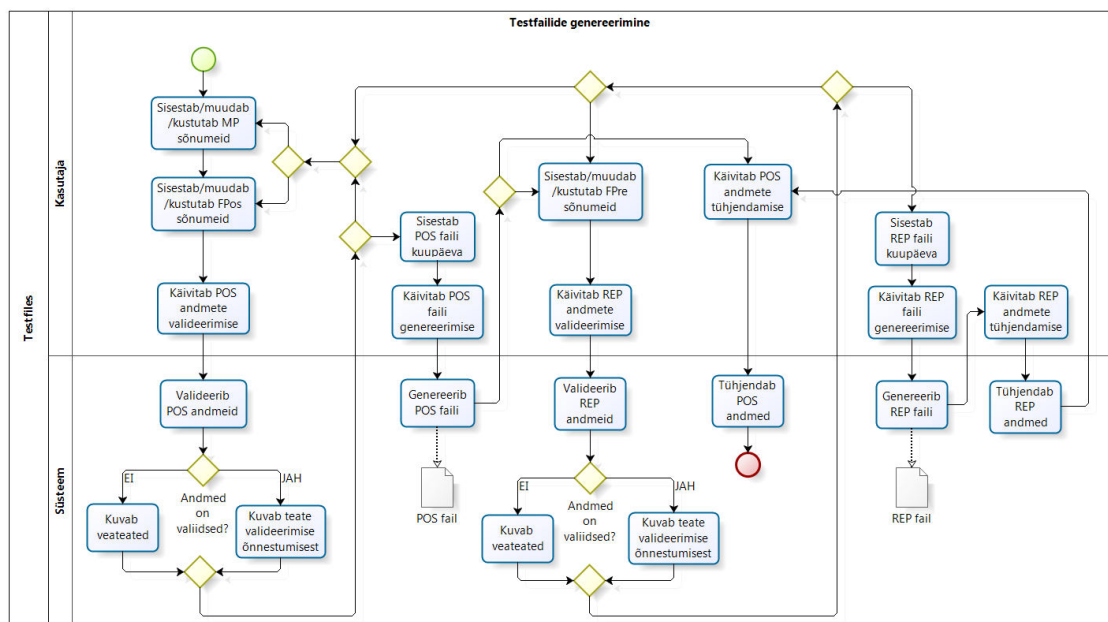 Testfailide genereerimine
Testfiles
Kasutaja
Sisestab/muudab
/kustutab MP
sõnumeid
Sisestab/muudab
/kustutab FPos
sõnumeid
Käivitab POS
andmete
valideerimise
Sisestab
POS faili
kuupäeva
Käivitab POS
faili
genereerimise
Sisestab/muudab
/kustutab FPre
sõnumeid
Käivitab REP
andmete
valideerimise
Käivitab POS
andmete
tühjendamise
Sisestab
REP faili
kuupäeva
Käivitab REP
faili
genereerimise
Käivitab REP
andmete
tühjendamise
Süsteem
Valideerib
POS andmeid
EI
JAH
Andmed
on
valiidsed?
Kuvab
veateated
Kuvab teate
valideerimise
õnnestumisest
Genereerib
POS faili
POS fail
Valideerib
REP
andmeid
EI
JAH
Andmed
on
valiidsed?
Kuvab
veateated
Kuvab teate
valideerimise
õnnestumisest
Tühjendab
POS
andmed
Genereerib
REP faili
REP fail
Tühjendab
REP
andmed